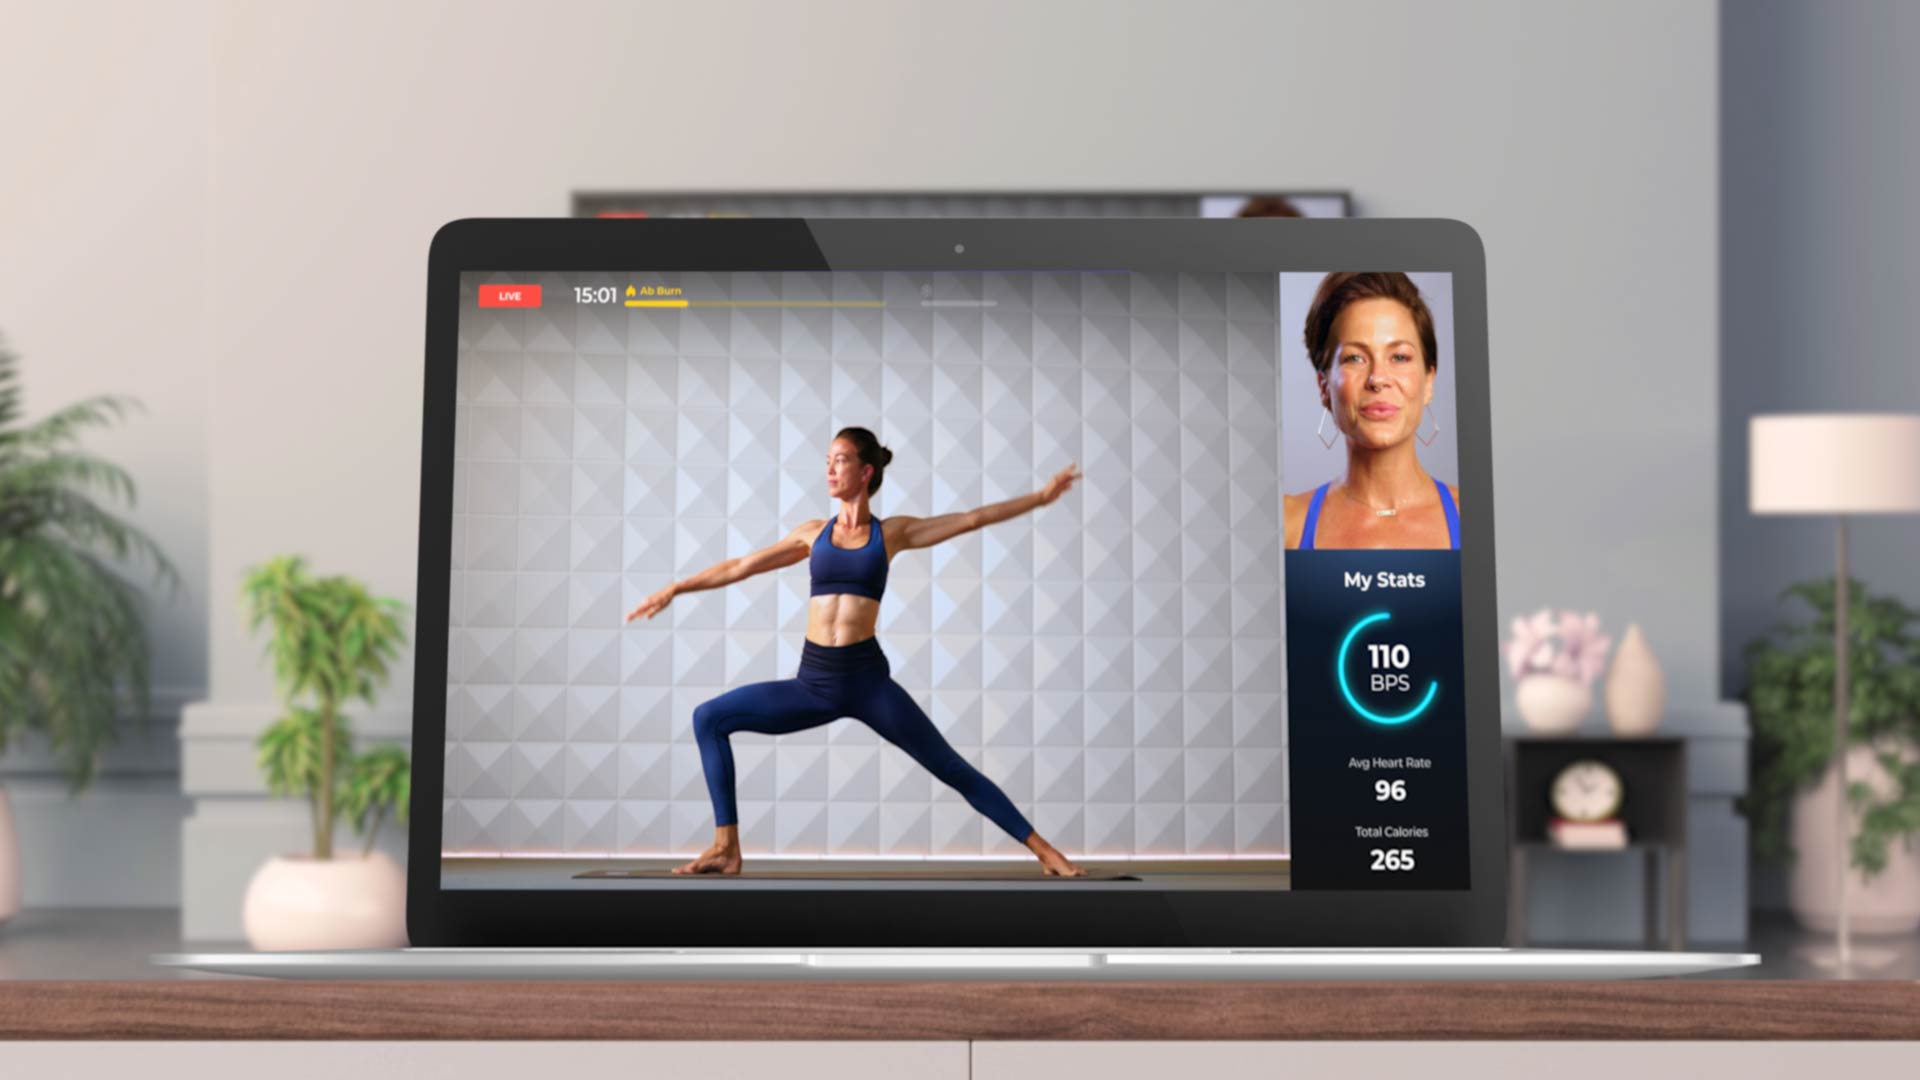 LIVE
15:01
Ab Burn
My Stats
110
BPS
Avg Heart Rate
96
Total Calories
265